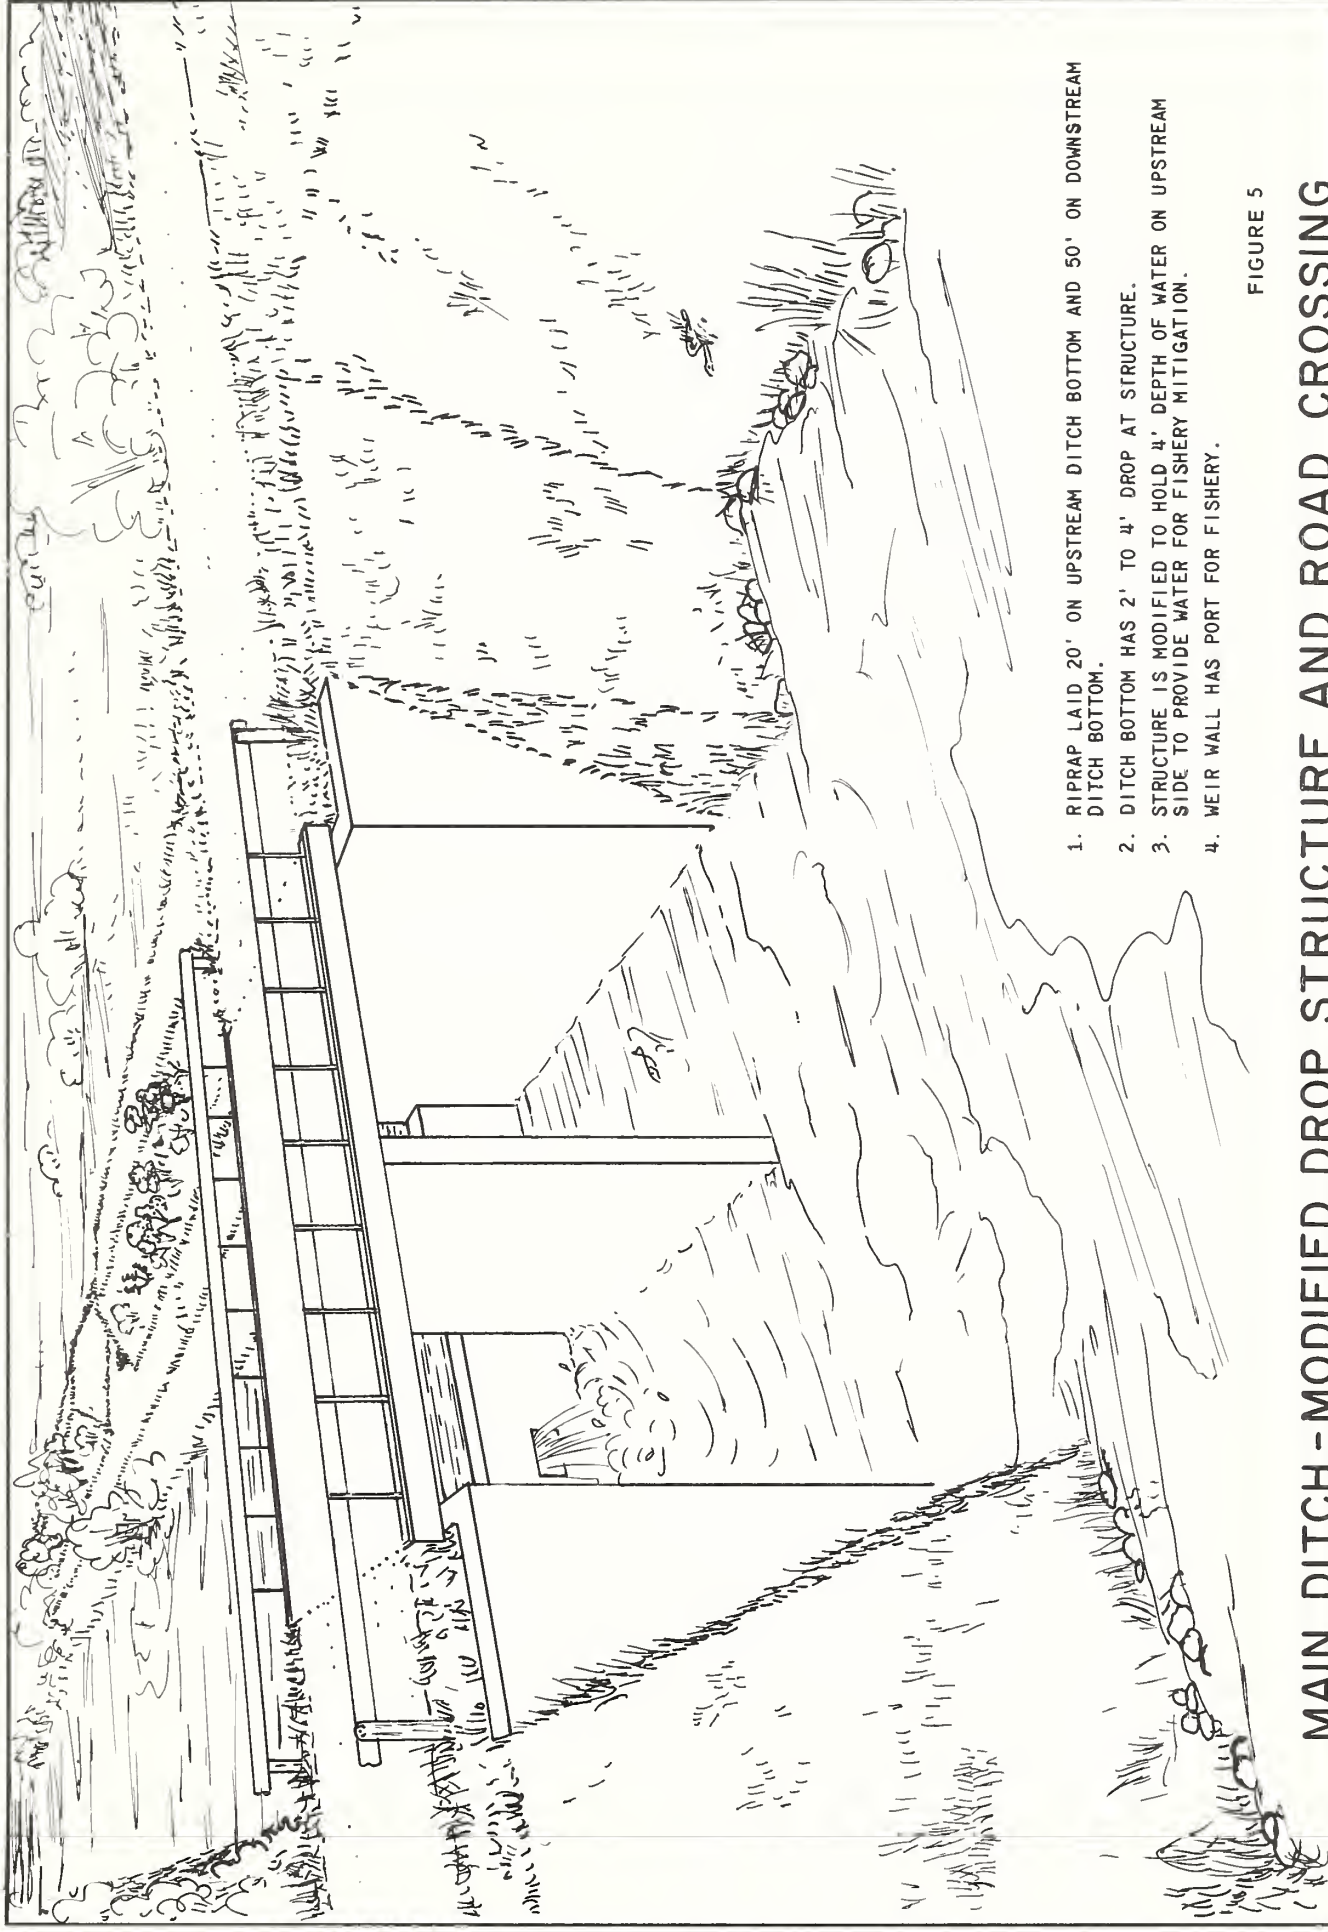 1. RIPRAP LAID 20' ON UPSTREAM DITCH BOTTOM AND 50' ON DOWNSTREAM
DITCH BOTTOM.
2. DITCH BOTTOM HAS 2' TO 4' DROP AT STRUCTURE.
3. STRUCTURE IS MODIFIED TO HOLD 4' DEPTH OF WATER ON UPSTREAM
SIDE TO PROVIDE WATER FOR FISHERY MITIGATION.
4. WEIR WALL HAS PORT FOR FISHERY.
FIGURE 5
MAIN DITCH-MODIFIED DROP STRUCTURE AND ROAD CROSSING